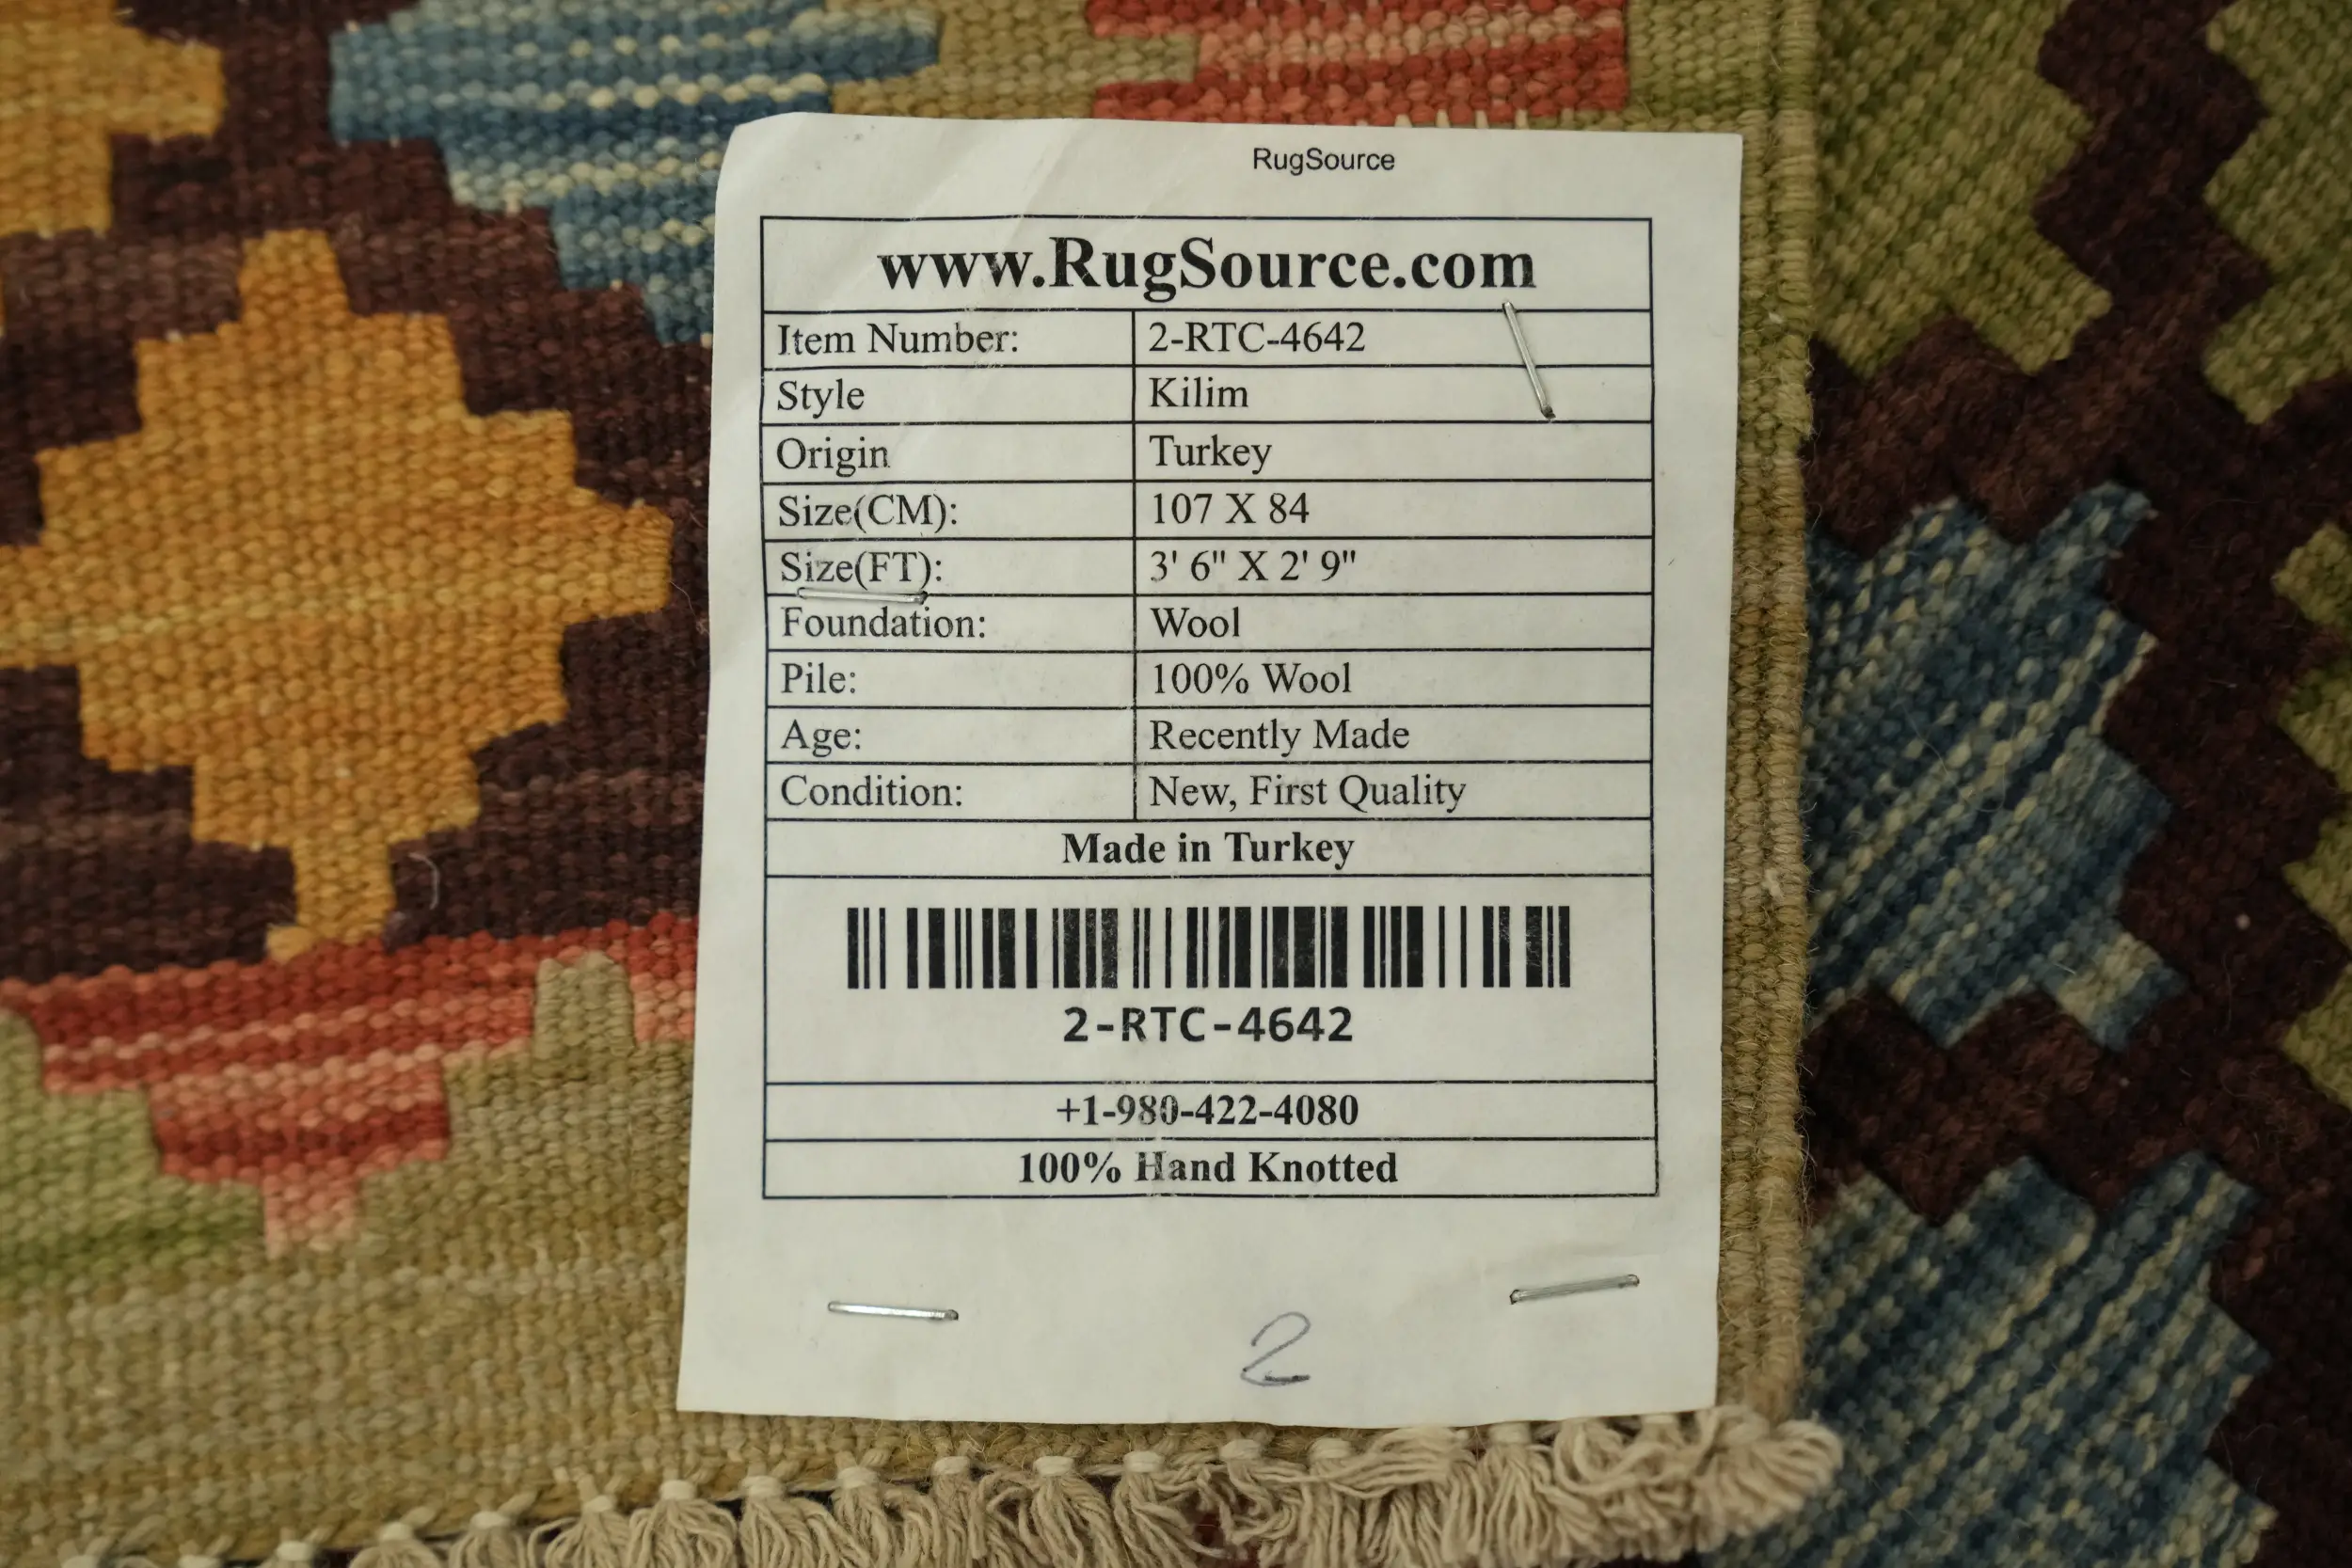 RugSource
www.RugSource.com
Item Number: 2-RTC-4642
Style Kilim
Origin Turkey
Size(CM): 107 X 84
Size(FT): 3' 6" X 2' 9"
Foundation: Wool
Pile: 100% Wool
Age: Recently Made
Condition: New, First Quality
Made in Turkey
2-RTC-4642
+1-980-422-4080
100% Hand Knotted
2